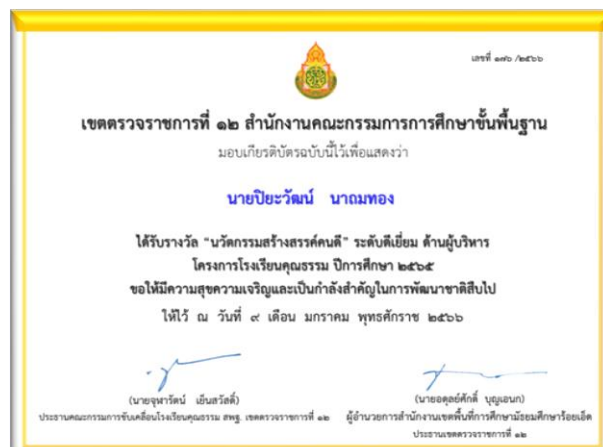 เลขที่ ๑๗๖ /๒๕๖๖
เขตตรวจราชการที่ ๑๒ สำนักงานคณะกรรมการการศึกษาขั้นพื้นฐาน
มอบเกียรติบัตรฉบับนี้ไว้เพื่อแสดงว่า
นายปิยะวัฒน์ นาถมทอง
ได้รับรางวัล “นวัตกรรมสร้างสรรค์คนดี” ระดับดีเยี่ยม ด้านผู้บริหาร
โครงการโรงเรียนคุณธรรม ปีการศึกษา ๒๕๖๕
ขอให้มีความสุขความเจริญและเป็นกำลังสำคัญในการพัฒนาชาติสืบไป
ให้ไว้ ณ วันที่ ๙ เดือน มกราคม พุทธศักราช ๒๕๖๖
(นายจุฬารัตน์ เย็นสวัสดิ์)
ประธานคณะกรรมการขับเคลื่อนโรงเรียนคุณธรรม สพฐ. เขตตรวจราชการที่ ๑๒
(นายอดุลย์ศักดิ์ บุญเอนก)
ผู้อำนวยการสำนักงานเขตพื้นที่การศึกษามัธยมศึกษาร้อยเอ็ด
ประธานเขตตรวจราชการที่ ๑๒